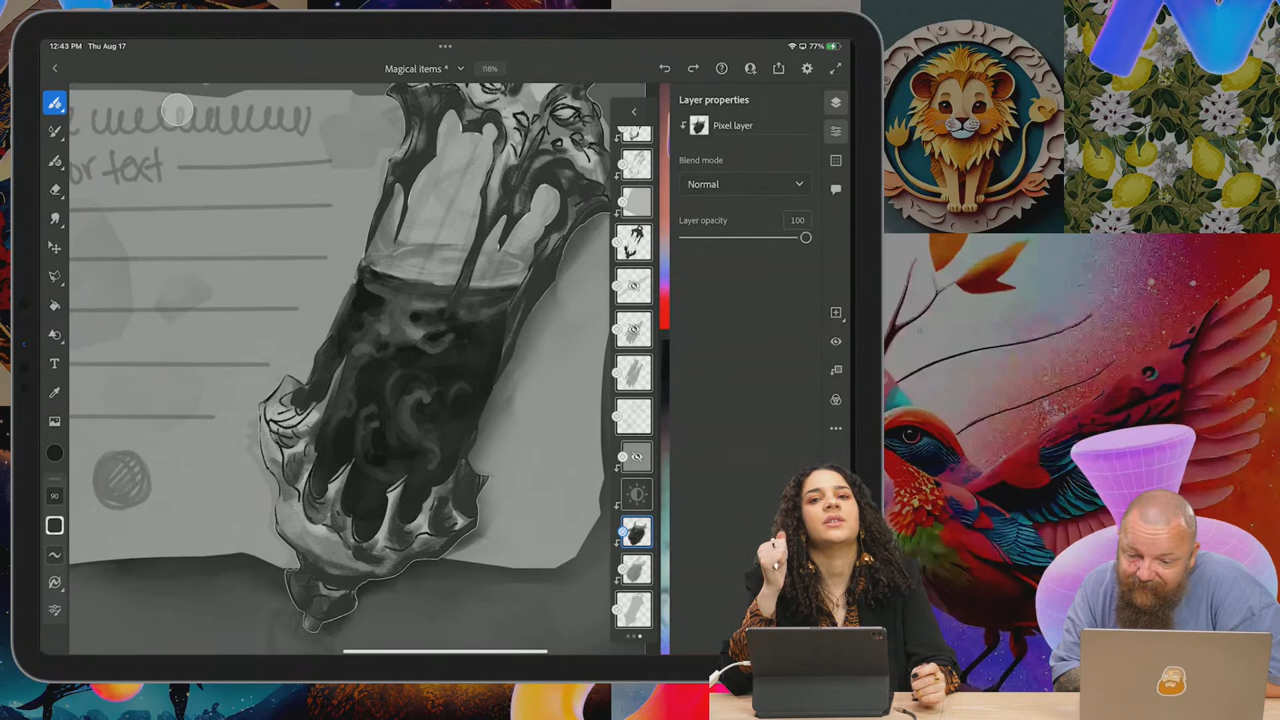 12:43 PM Thu Aug 17
77%
Magical items *
118%
Layer properties
Pixel layer
Blend mode
Normal
Layer opacity
100
or text
T
90